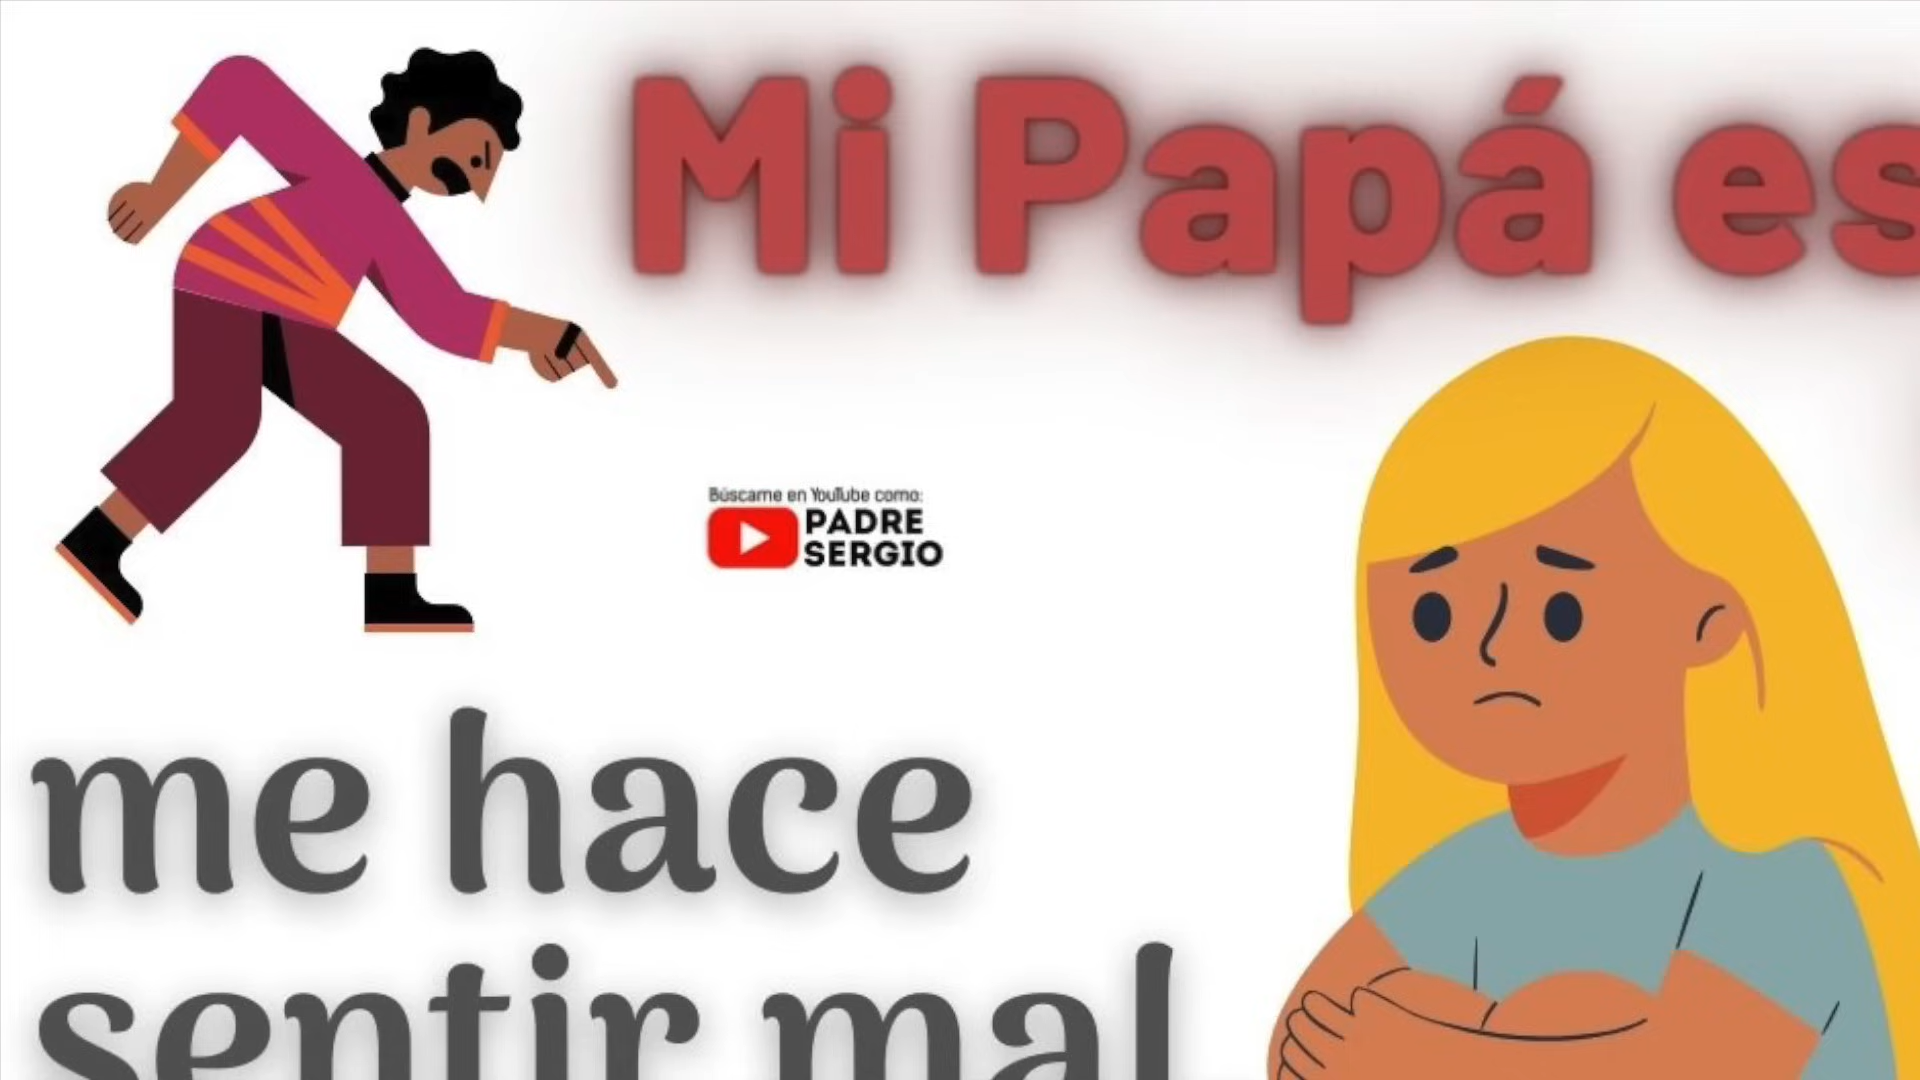 Mi Papá es
Búscame en YouTube como:
PADRE
SERGIO
me hace
sentir mal